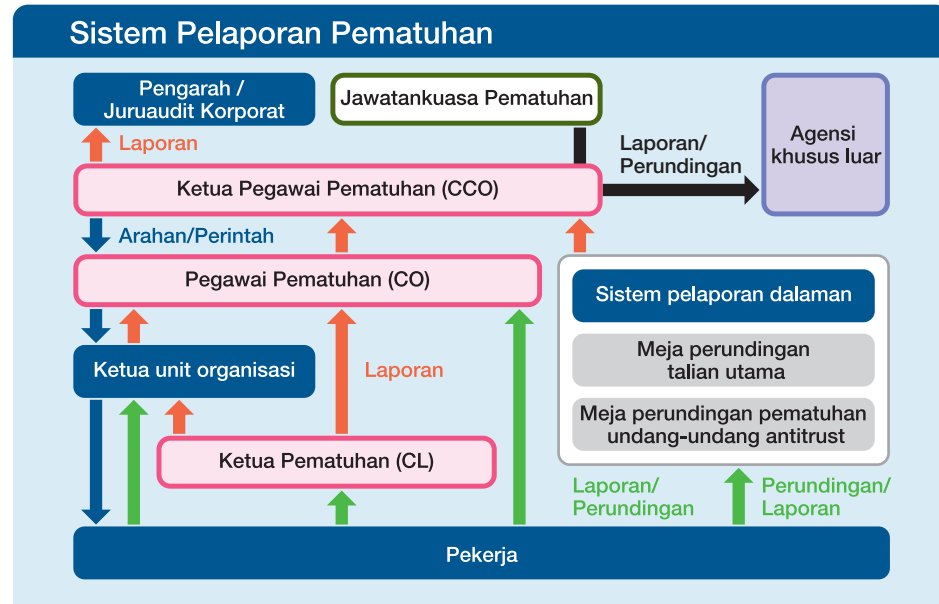 Sistem Pelaporan Pematuhan
Pengarah /
Juruaudit Korporat
Jawatankuasa Pematuhan
Agensi
khusus luar
Laporan
Laporan/
Perundingan
Ketua Pegawai Pematuhan (CCO)
Arahan/Perintah
Pegawai Pematuhan (CO)
Sistem pelaporan dalaman
Meja perundingan
talian utama
Meja perundingan pematuhan
undang-undang antitrust
Ketua unit organisasi
Laporan
Ketua Pematuhan (CL)
Laporan/
Perundingan
Perundingan/
Laporan
Pekerja